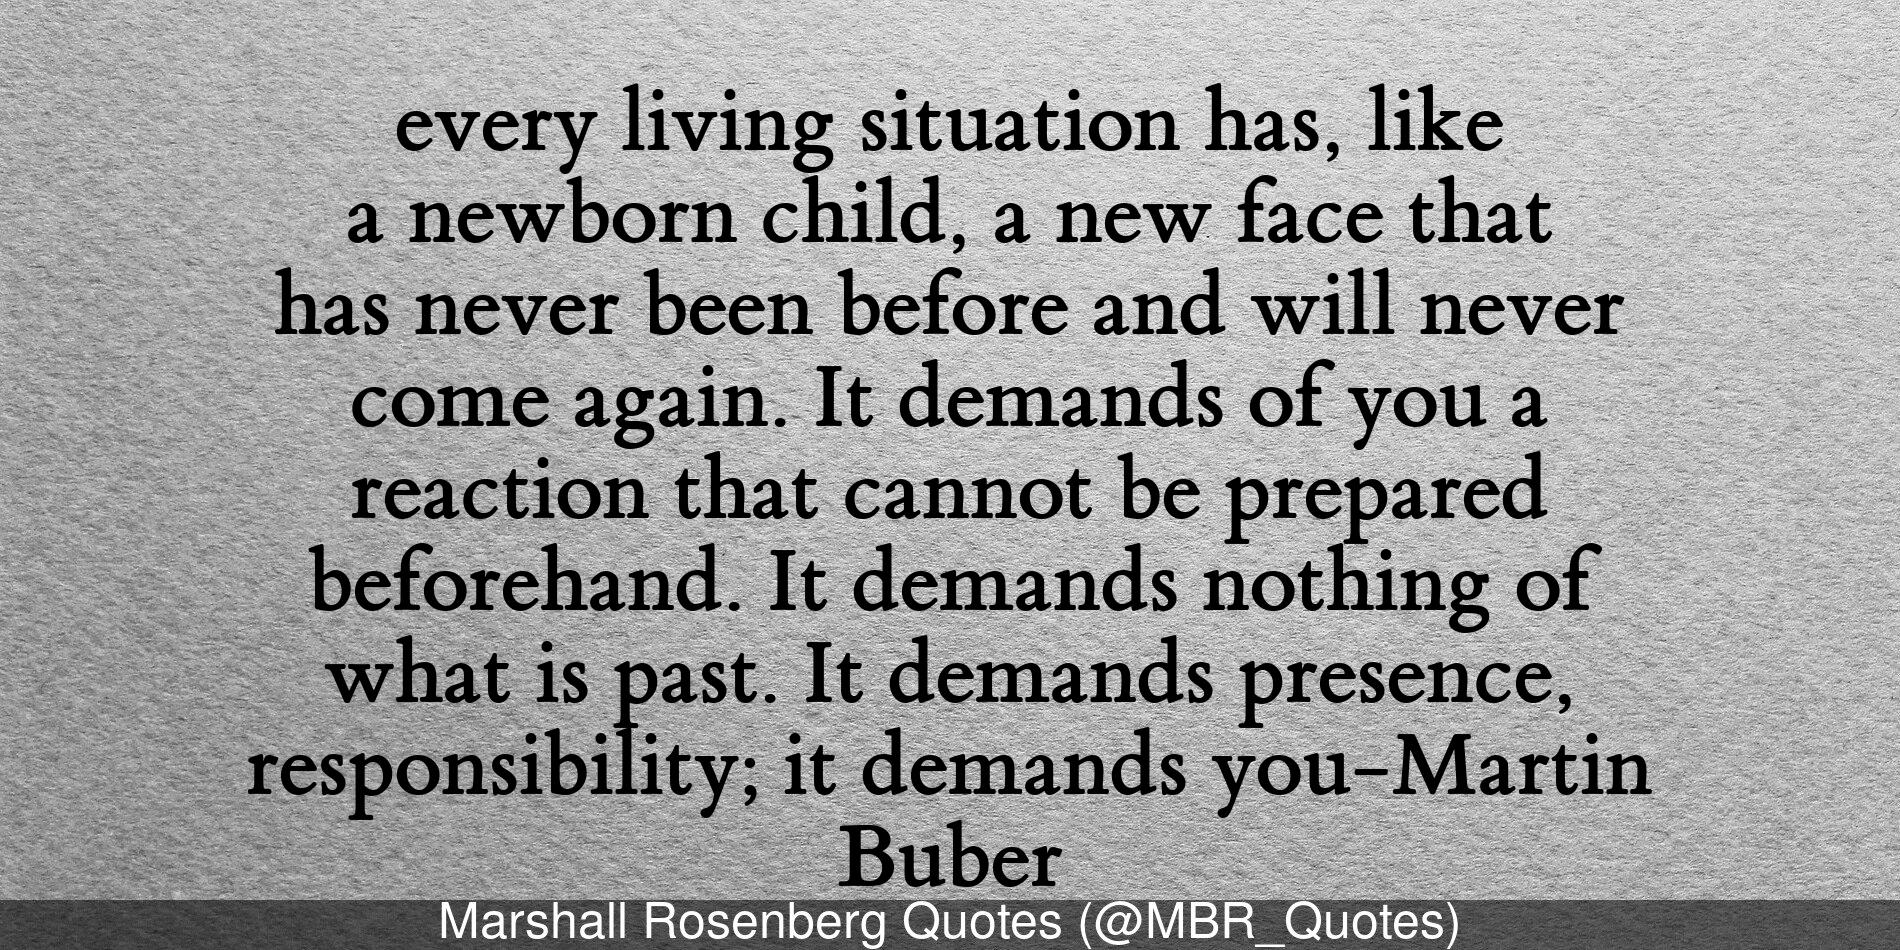 every living situation has, like
a newborn child, a new face that
has never been before and will never
come again. It demands of you a
reaction that cannot be prepared
beforehand. It demands nothing of
what is past. It demands presence,
responsibility; it demands you-Martin
Buber
Marshall Rosenberg Quotes (@MBR_Quotes)